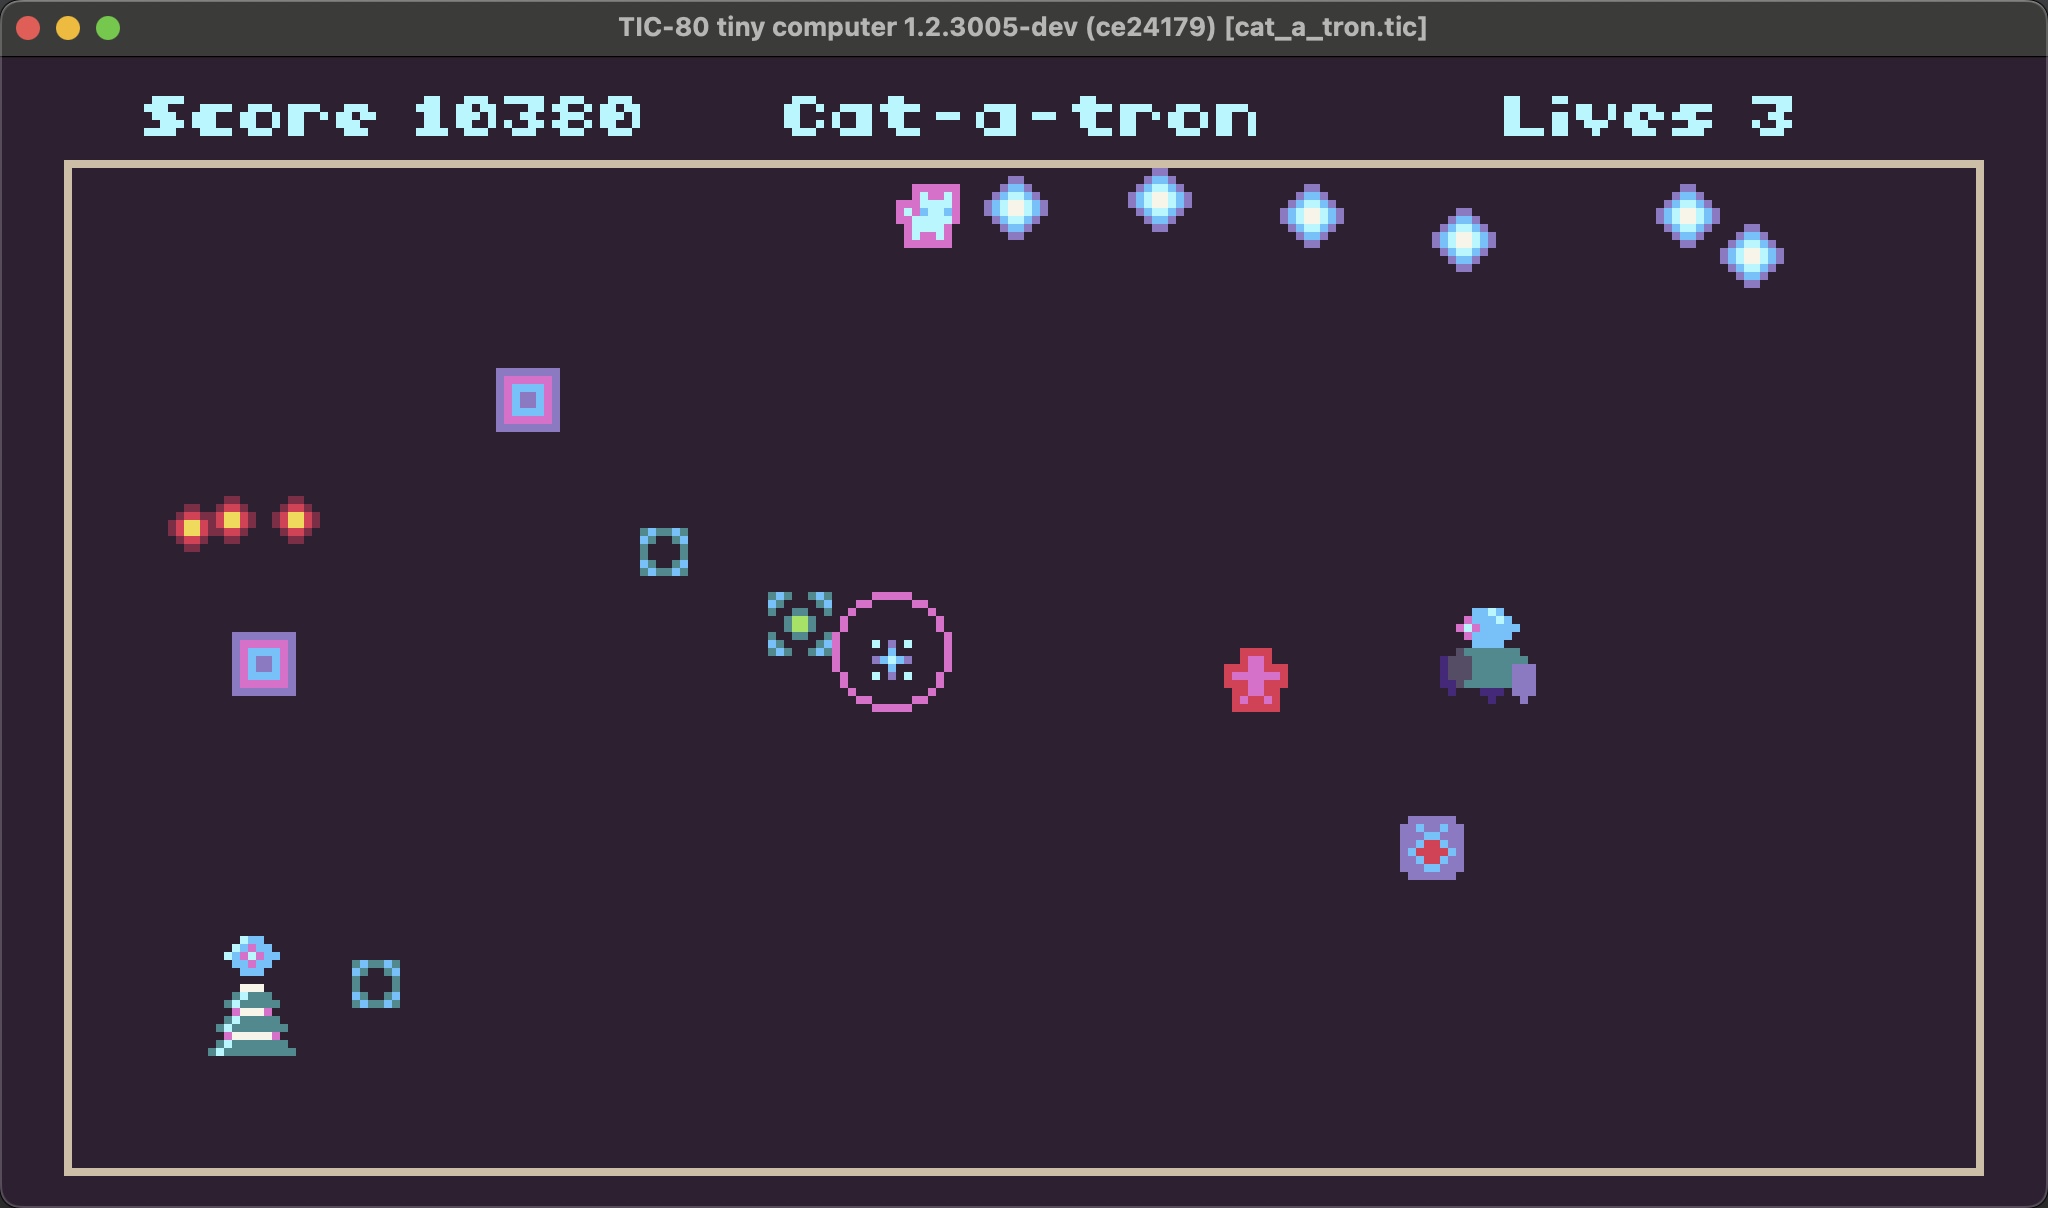 TIC-80 tiny computer 1.2.3005-dev (ce24179) [cat_a_tron.tic]
Score 10380 Cat-a-tron Lives 3